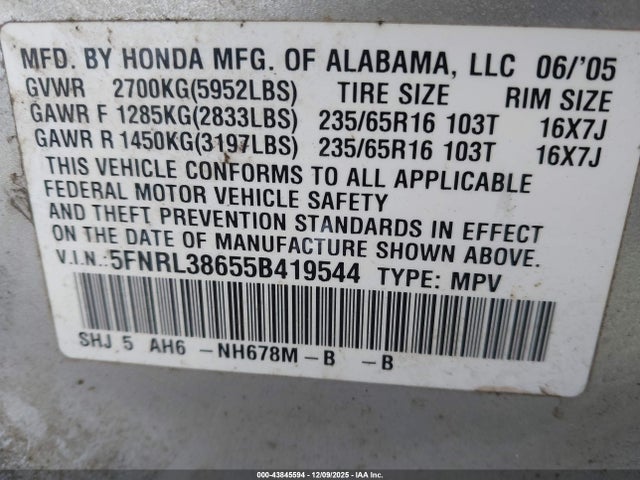 MFD. BY HONDA MFG. OF ALABAMA, LLC 06/'05
GVWR 2700KG(5952LBS) TIRE SIZE RIM SIZE
GAWR F 1285KG(2833LBS) 235/65R16 103T 16X7J
GAWR R 1450KG(3197LBS) 235/65R16 103T 16X7J
THIS VEHICLE CONFORMS TO ALL APPLICABLE
FEDERAL MOTOR VEHICLE SAFETY
AND THEFT PREVENTION STANDARDS IN EFFECT
ON THE DATE OF MANUFACTURE SHOWN ABOVE.
V.I.N.: 5FNRL38655B419544 TYPE: MPV
SHJ 5 AH6 -NH678M-B -B
000-43845594 | 12/09/2025 | IAA Inc.